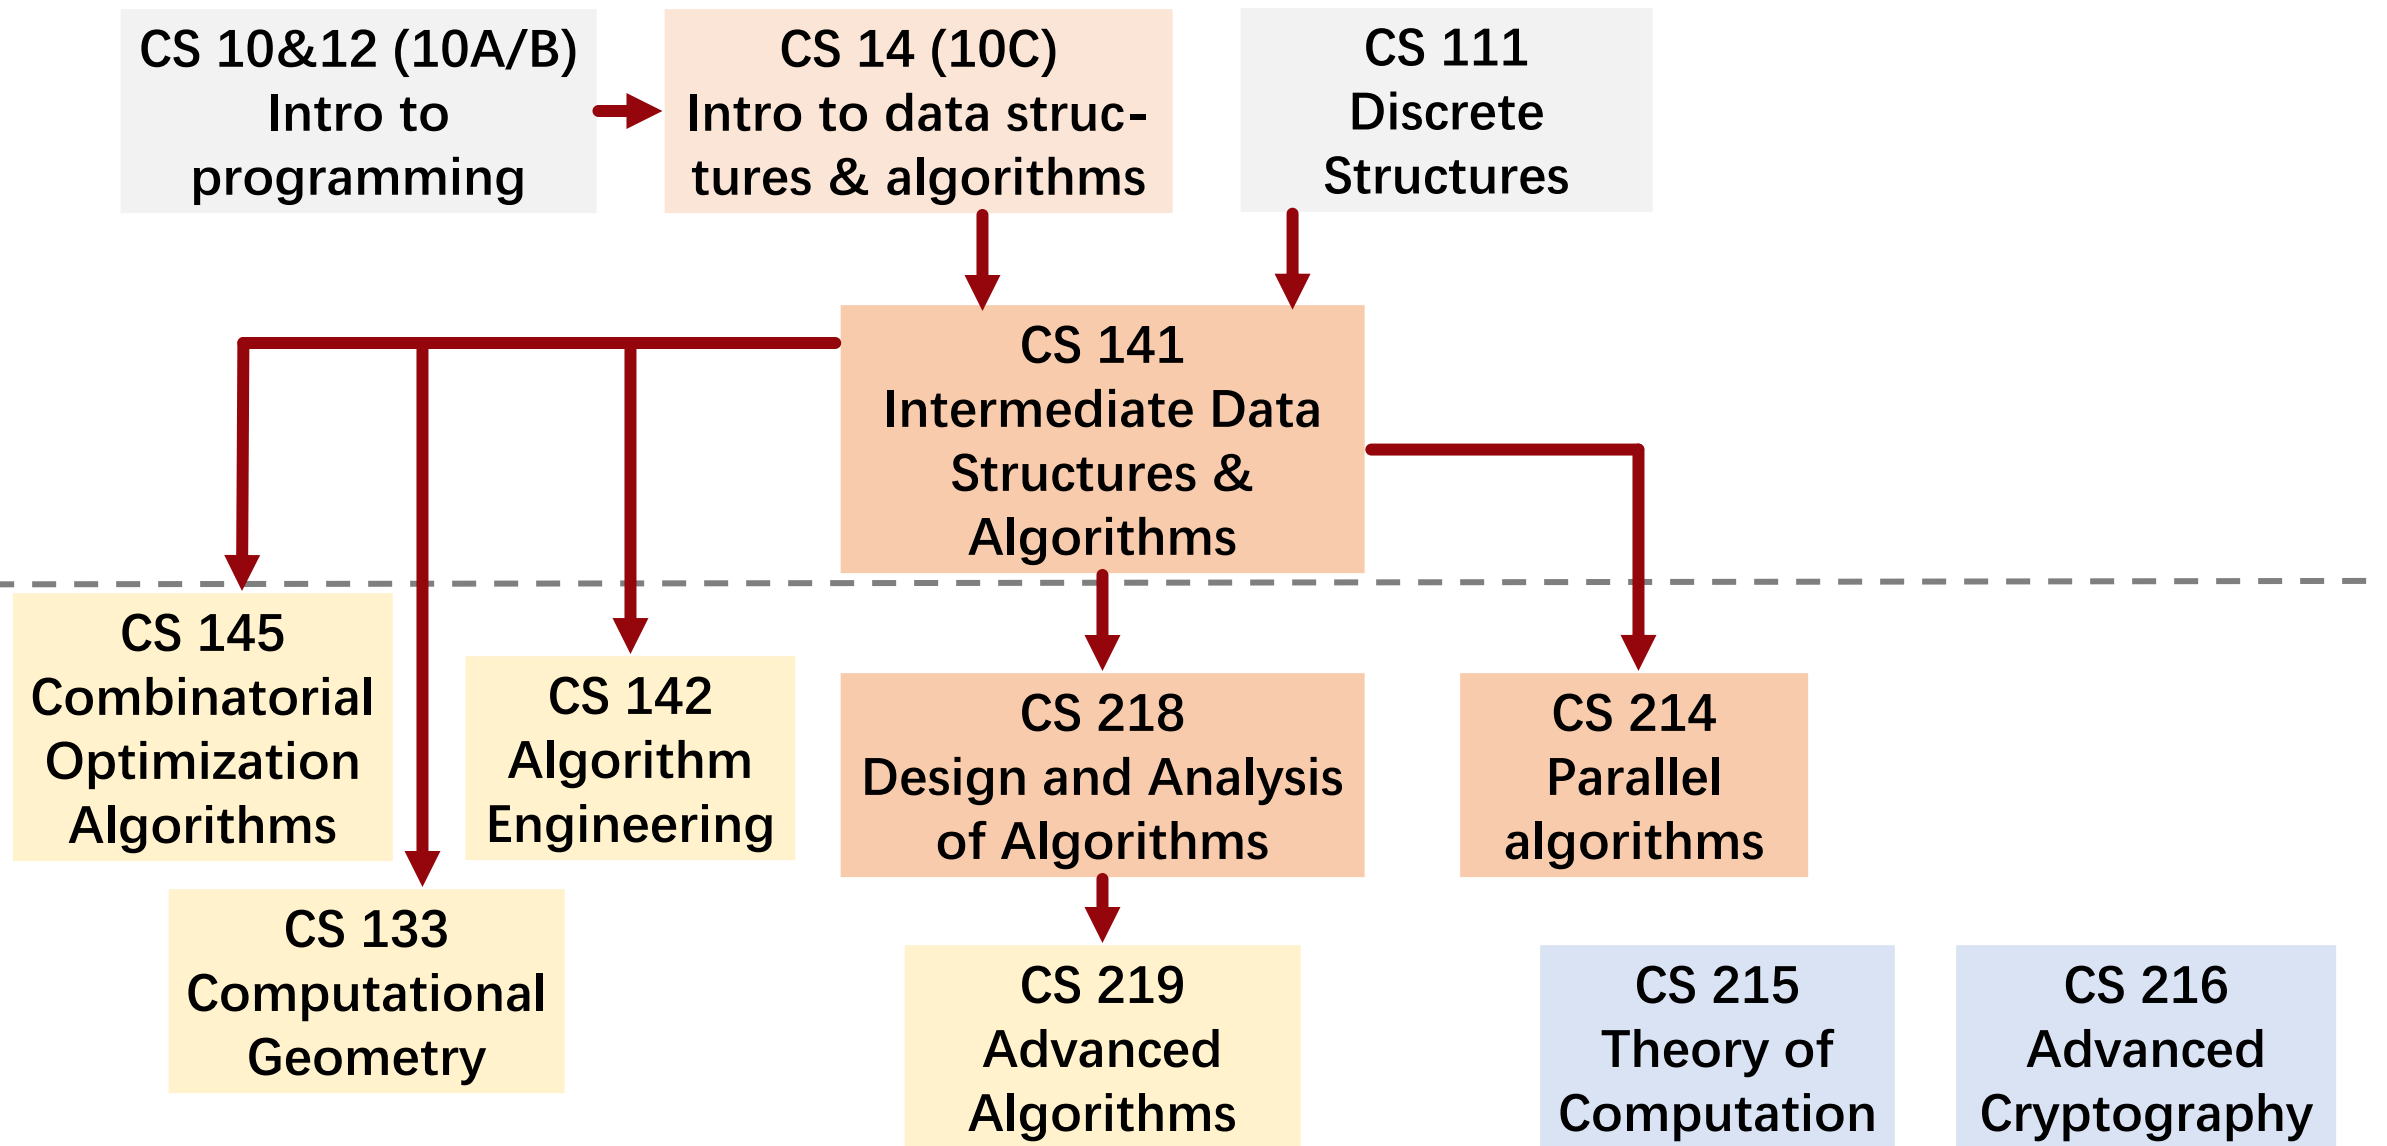 CS 10&12 (10A/B)
Intro to
programming
CS 14 (10C)
Intro to data struc-
tures & algorithms
CS 111
Discrete
Structures
CS 141
Intermediate Data
Structures &
Algorithms
CS 145
Combinatorial
Optimization
Algorithms
CS 142
Algorithm
Engineering
CS 218
Design and Analysis
of Algorithms
CS 214
Parallel
algorithms
CS 133
Computational
Geometry
CS 219
Advanced
Algorithms
CS 215
Theory of
Computation
CS 216
Advanced
Cryptography